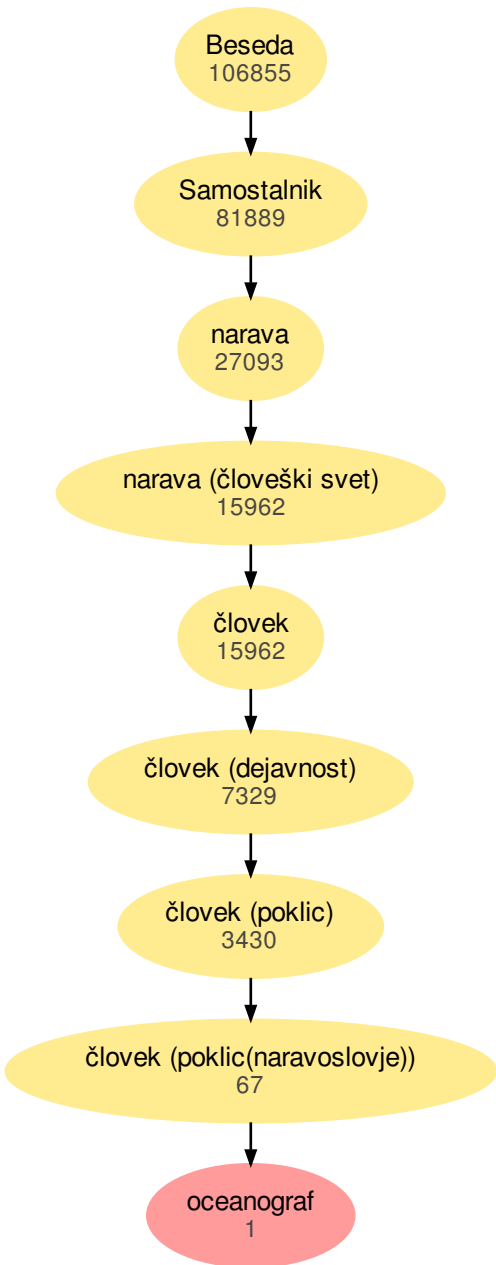 Beseda
106855
Samostalnik
81889
narava
27093
narava (človeški svet)
15962
človek
15962
človek (dejavnost)
7329
človek (poklic)
3430
človek (poklic(naravoslovje))
67
oceanograf
1